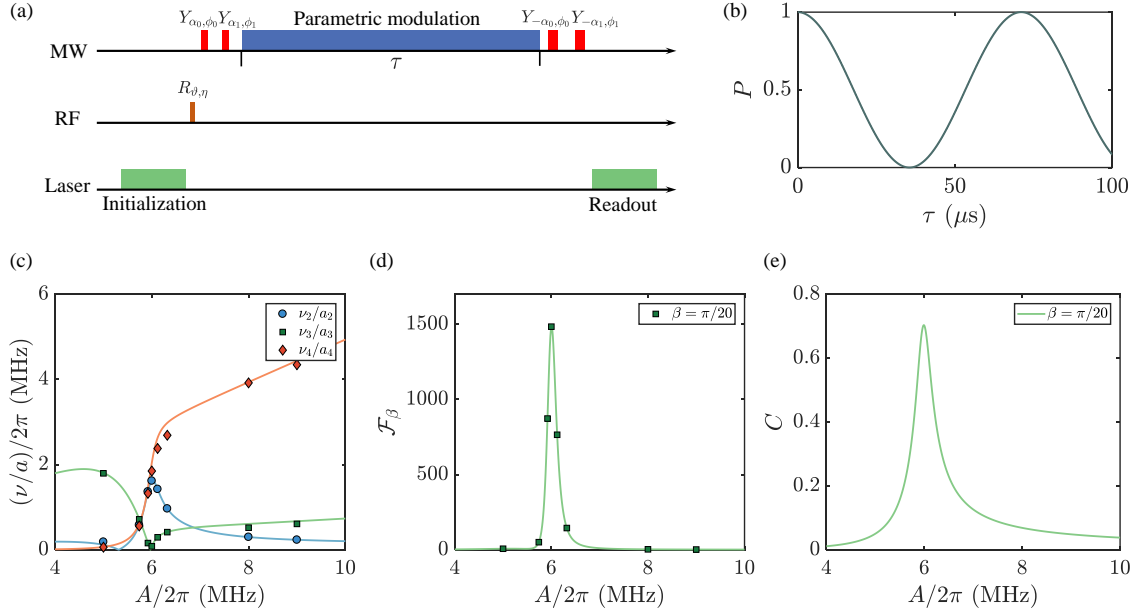 (a)
Y_{α0,ϕ0} Y_{α1,ϕ1} Parametric modulation Y_{−α0,ϕ0} Y_{−α1,ϕ1}
MW
τ
R_{ϑ,η}
RF
Laser
Initialization Readout
(b)
1
0.5
0
P
0 50 100
τ (μs)
(c)
6
4
2
0
(ν/a)/2π (MHz)
ν2/a2
ν3/a3
ν4/a4
4 6 8 10
A/2π (MHz)
(d)
1500
1000
500
0
ℱβ
β = π/20
4 6 8 10
A/2π (MHz)
(e)
0.8
0.6
0.4
0.2
0
C
β = π/20
4 6 8 10
A/2π (MHz)